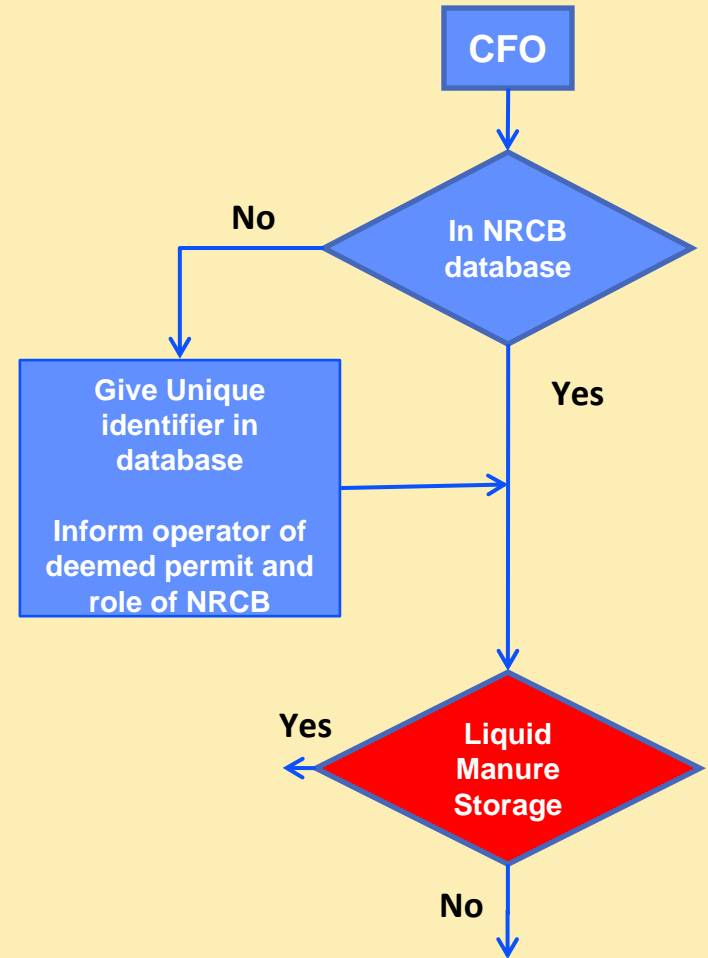 CFO
In NRCB
database
No
Yes
Give Unique
identifier in
database
Inform operator of
deemed permit and
role of NRCB
Yes
Liquid
Manure
Storage
No